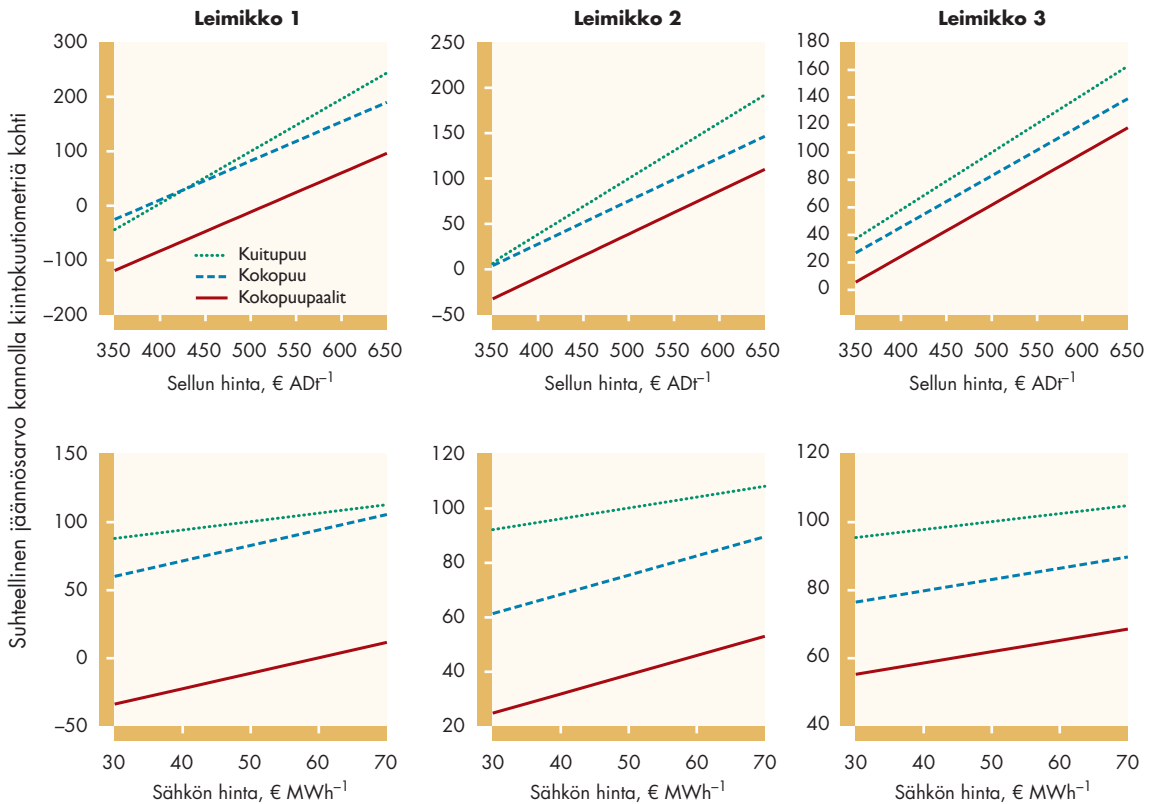 Leimikko 1
Leimikko 2
Leimikko 3
Suhteellinen jäännösarvo kannolla kiintokuutiometriä kohti
300
200
100
0
–100
–200
Kuitupuu
Kokopuu
Kokopuupaalit
350 400 450 500 550 600 650
Sellun hinta, € ADt⁻¹
250
200
150
100
50
0
–50
350 400 450 500 550 600 650
Sellun hinta, € ADt⁻¹
180
160
140
120
100
80
60
40
20
0
350 400 450 500 550 600 650
Sellun hinta, € ADt⁻¹
150
100
50
0
–50
30 40 50 60 70
Sähkön hinta, € MWh⁻¹
120
100
80
60
40
20
30 40 50 60 70
Sähkön hinta, € MWh⁻¹
120
100
80
60
40
30 40 50 60 70
Sähkön hinta, € MWh⁻¹